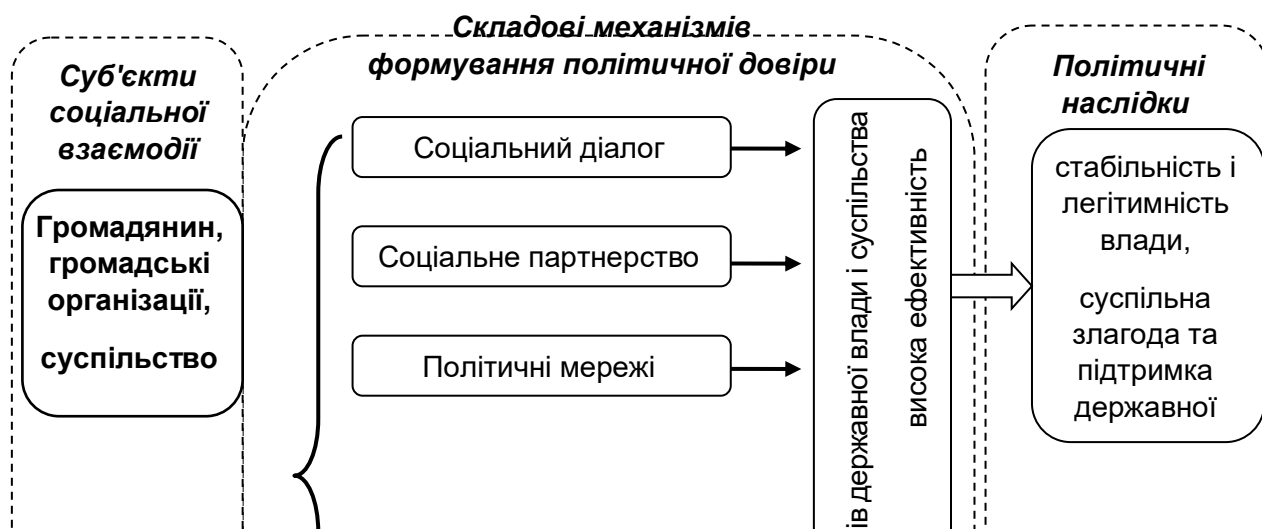 Суб'єкти
соціальної
взаємодії
Громадянин,
громадські
організації,
суспільство
Складові механізмів
формування політичної довіри
Соціальний діалог
Соціальне партнерство
Політичні мережі
ів державної влади і суспільства
висока ефективність
Політичні
наслідки
стабільність і
легітимність
влади,
суспільна
злагода та
підтримка
державної